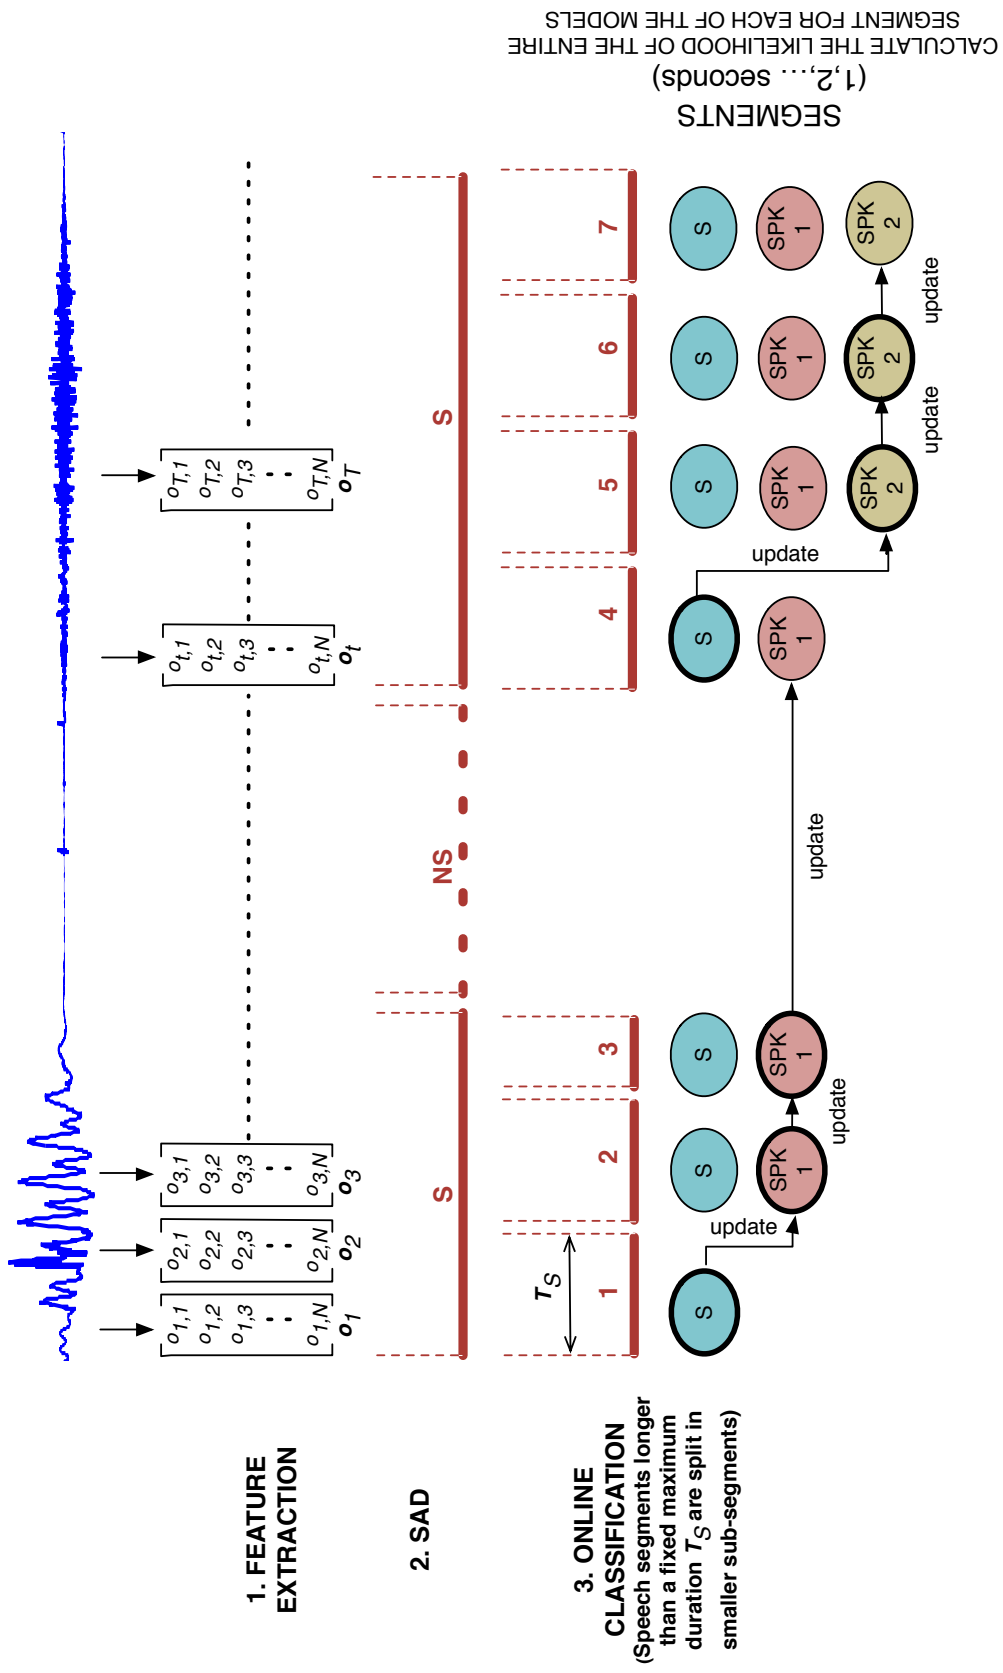 1. FEATURE
EXTRACTION
o1,1
o1,2
o1,3
o1,N
o1
o2,1
o2,2
o2,3
o2,N
o2
o3,1
o3,2
o3,3
o3,N
o3
ot,1
ot,2
ot,3
ot,N
ot
oT,1
oT,2
oT,3
oT,N
oT
2. SAD
S
NS
S
3. ONLINE
CLASSIFICATION
(Speech segments longer
than a fixed maximum
duration TS are split in
smaller sub-segments)
TS
1 2 3 4 5 6 7
S S S S S S S
update
SPK
1
update
SPK
1
update
SPK
1
SPK
1
SPK
1
SPK
1
update
SPK
2
update
SPK
2
update
SPK
2
SEGMENTS
(1,2,... seconds)
CALCULATE THE LIKELIHOOD OF THE ENTIRE
SEGMENT FOR EACH OF THE MODELS